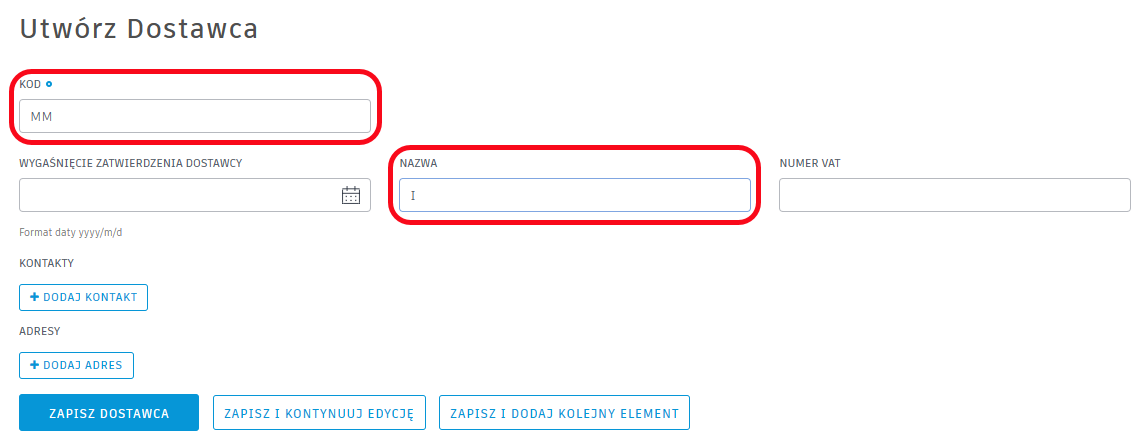 Utwórz Dostawca
KOD
MM
WYGAŚNIĘCIE ZATWIERDZENIA DOSTAWCY
NAZWA
NUMER VAT
I
Format daty yyyy/m/d
KONTAKTY
+ DODAJ KONTAKT
ADRESY
+ DODAJ ADRES
ZAPISZ DOSTAWCA
ZAPISZ I KONTYNUUJ EDYCJĘ
ZAPISZ I DODAJ KOLEJNY ELEMENT